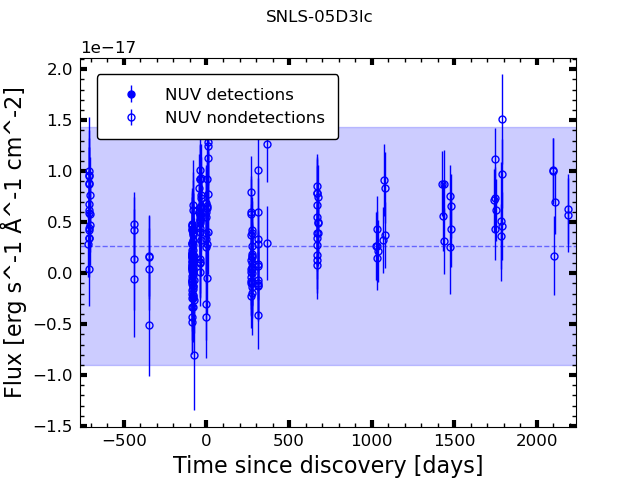 SNLS-05D3lc
1e−17
NUV detections
NUV nondetections
2.0
1.5
1.0
0.5
0.0
−0.5
−1.0
−1.5
Flux [erg s^-1 Å^-1 cm^-2]
−500
0
500
1000
1500
2000
Time since discovery [days]